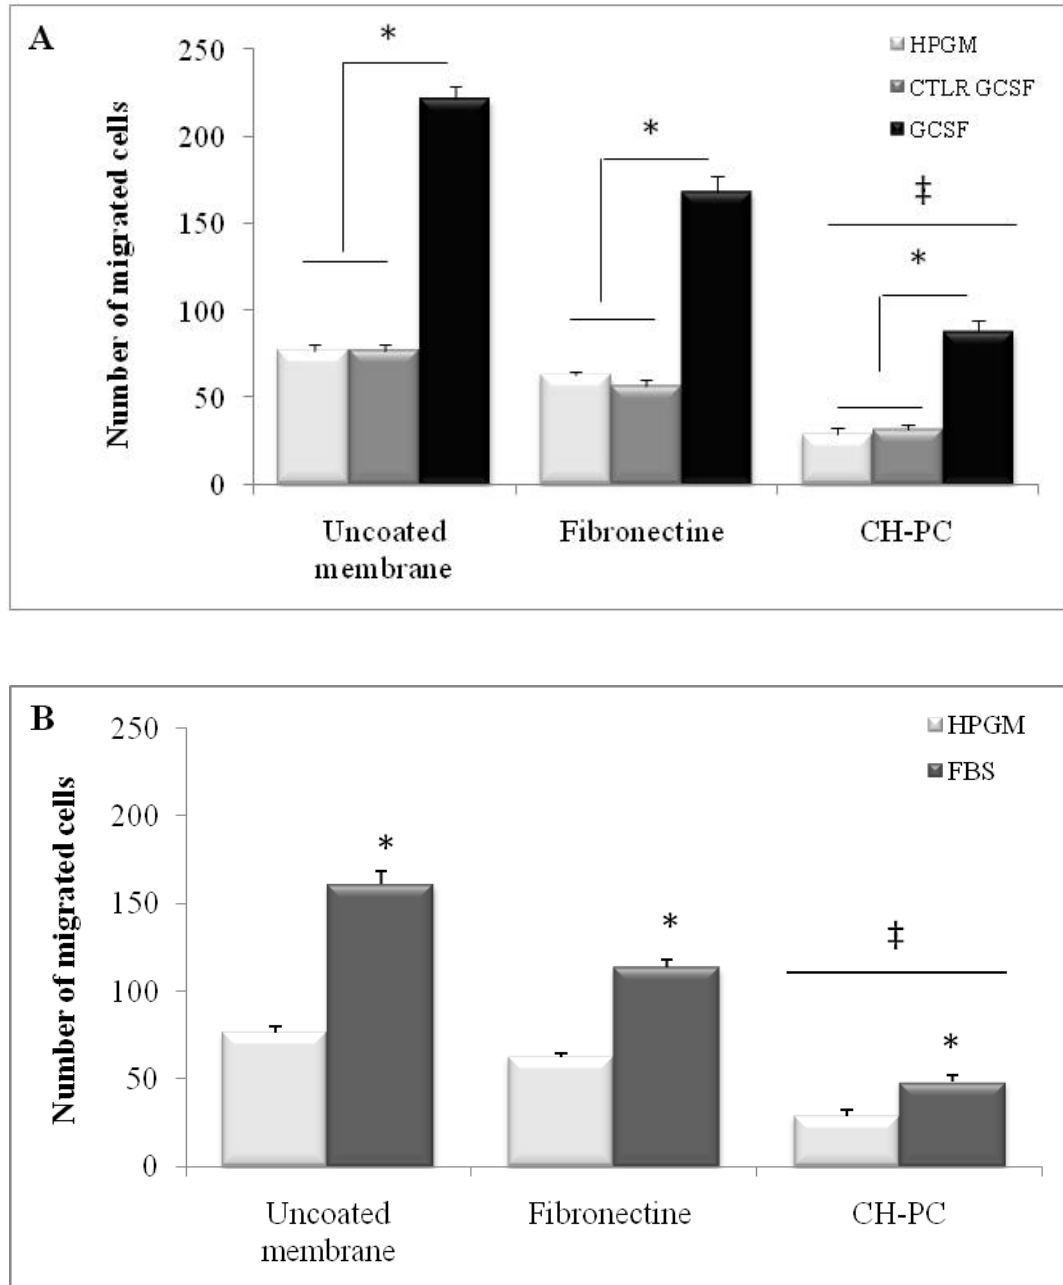 A
Number of migrated cells
250
200
150
100
50
0
*
*
‡
*
HPGM
CTLR GCSF
GCSF
Uncoated
membrane
Fibronectine
CH-PC
B
Number of migrated cells
250
200
150
100
50
0
*
*
‡
*
HPGM
FBS
Uncoated
membrane
Fibronectine
CH-PC